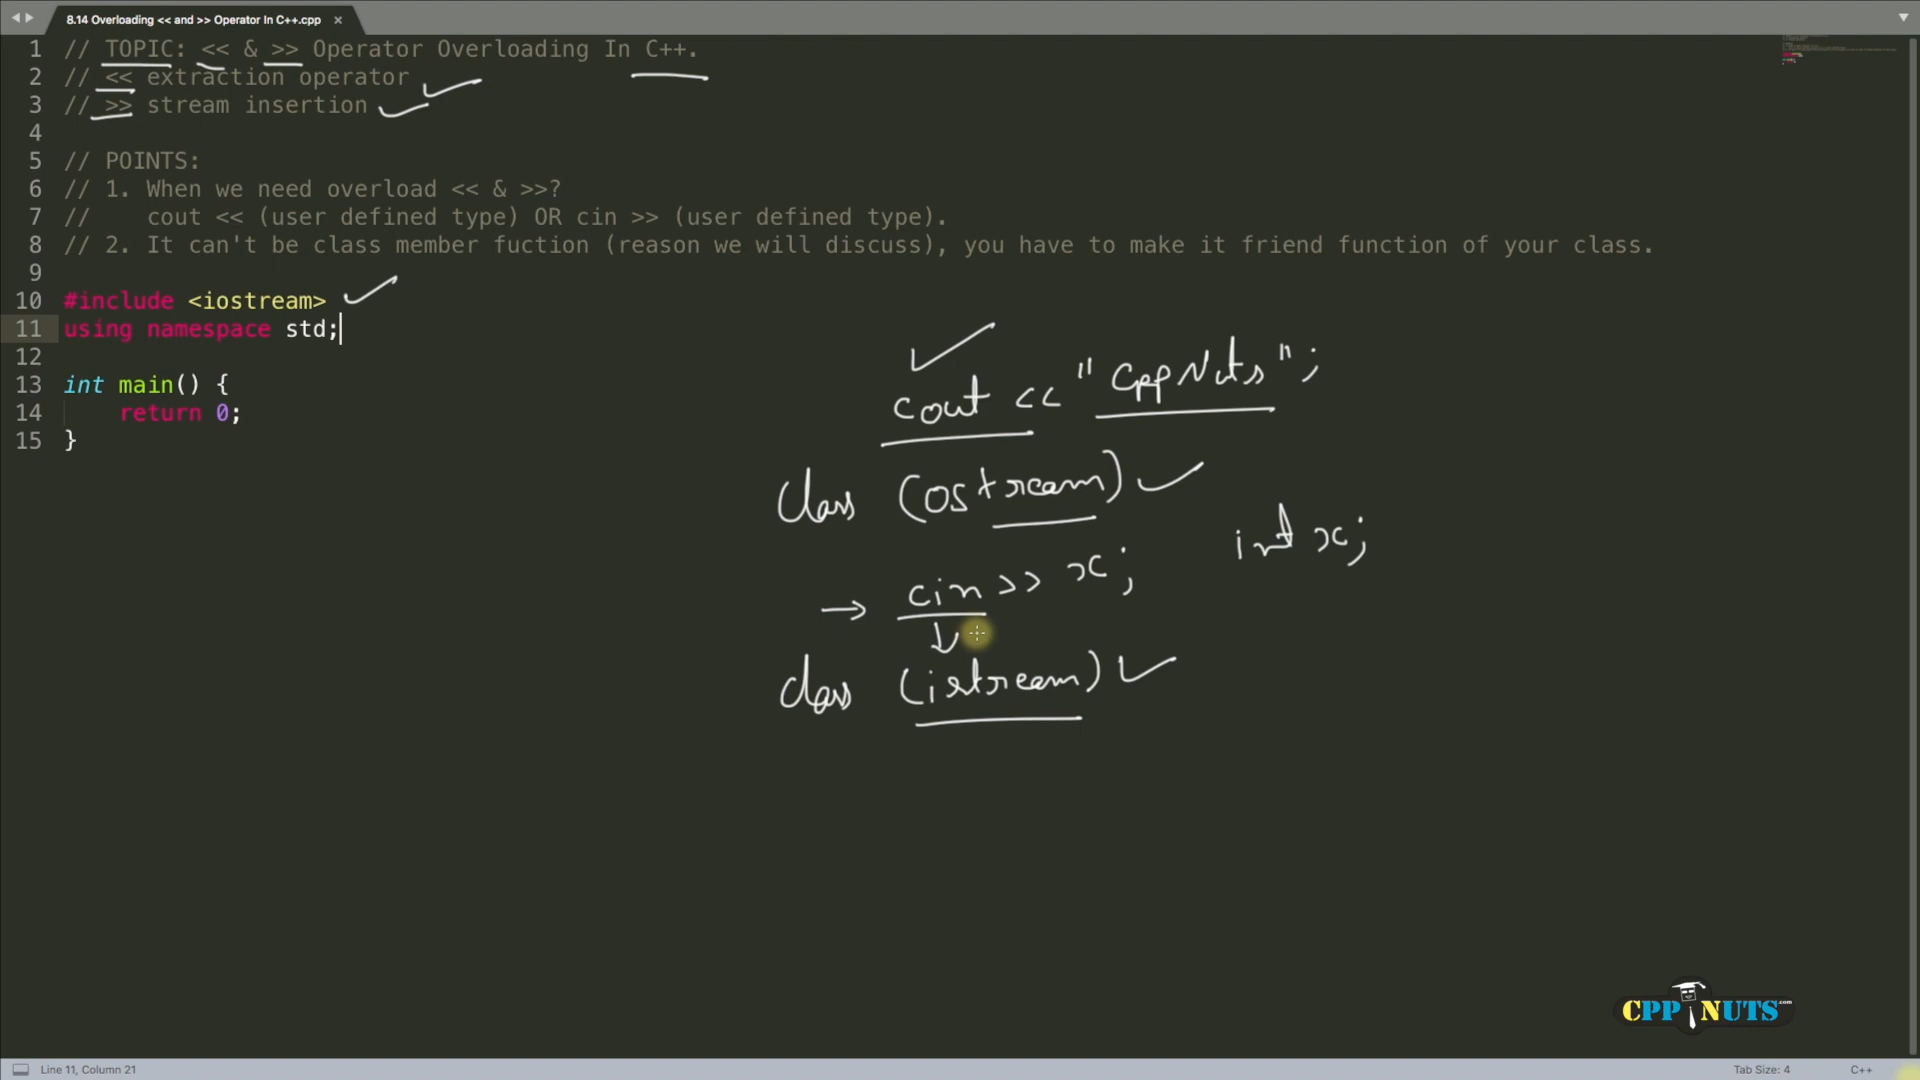 8.14 Overloading << and >> Operator In C++.cpp ×
1 // TOPIC: << & >> Operator Overloading In C++.
2 // << extraction operator
3 // >> stream insertion
4
5 // POINTS:
6 // 1. When we need overload << & >>?
7 //    cout << (user defined type) OR cin >> (user defined type).
8 // 2. It can't be class member fuction (reason we will discuss), you have to make it friend function of your class.
9
10 #include <iostream>
11 using namespace std;
12
13 int main() {
14     return 0;
15 }
cout << "CppNuts";
class (ostream)
int x;
→ cin >> x;
class (istream)
CPP NUTS.com
Line 11, Column 21
Tab Size: 4
C++